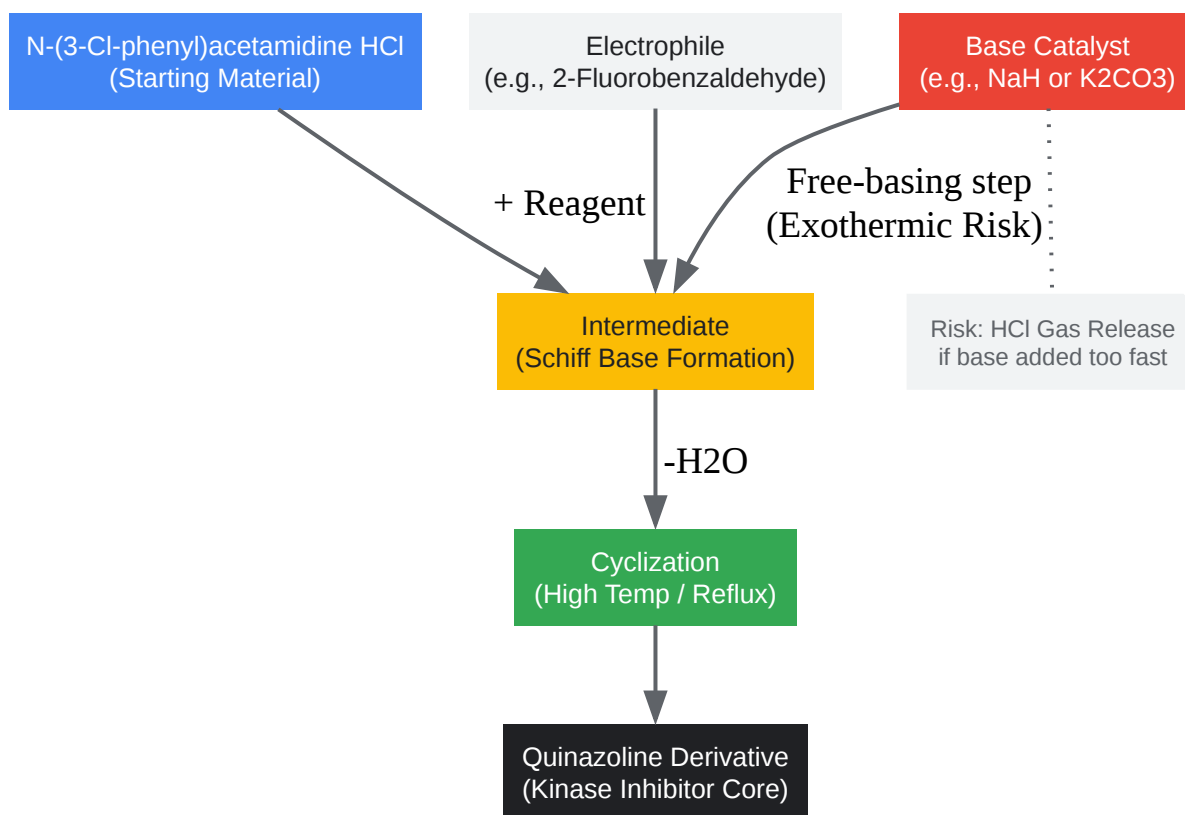 N-(3-Cl-phenyl)acetamidine HCl
(Starting Material)
Electrophile
(e.g., 2-Fluorobenzaldehyde)
Base Catalyst
(e.g., NaH or K2CO3)
+ Reagent
Free-basing step
(Exothermic Risk)
Intermediate
(Schiff Base Formation)
Risk: HCl Gas Release
if base added too fast
-H2O
Cyclization
(High Temp / Reflux)
Quinazoline Derivative
(Kinase Inhibitor Core)